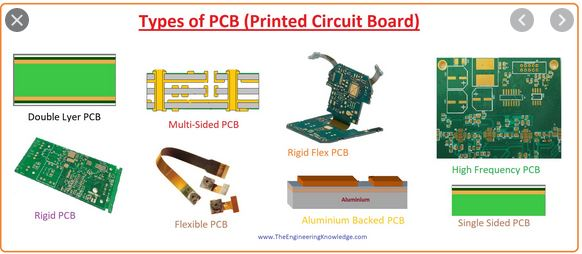 Types of PCB (Printed Circuit Board)
Double Lyer PCB
Multi-Sided PCB
Rigid Flex PCB
High Frequency PCB
Rigid PCB
Flexible PCB
Aluminium
Aluminium Backed PCB
Single Sided PCB
www.TheEngineeringKnowledge.com